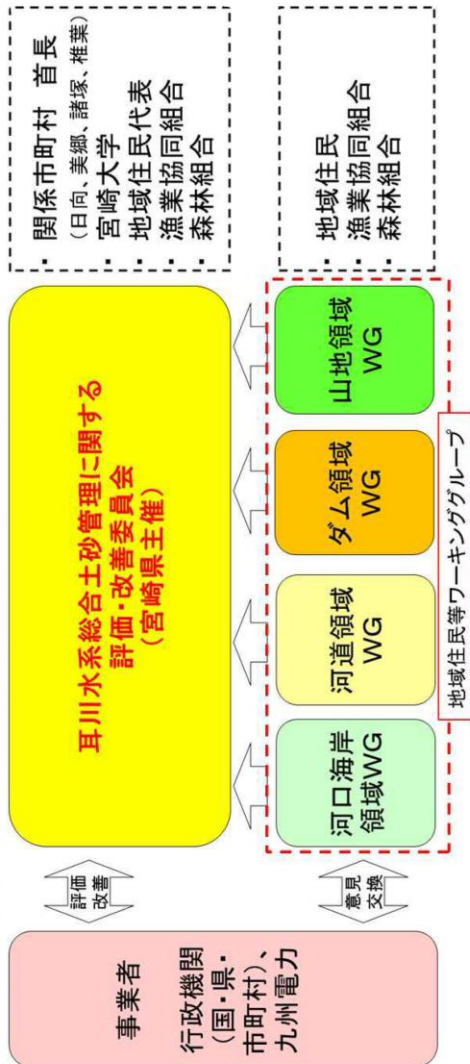 事業者
行政機関
(国・県・
市町村)、
九州電力
評価
改善
意見
交換
耳川水系総合土砂管理に関する
評価・改善委員会
(宮崎県主催)
・ 関係市町村 首長
(日向、美郷、諸塚、椎葉)
・ 宮崎大学
・ 地域住民代表
・ 漁業協同組合
・ 森林組合
河口海岸
領域WG
河道領域
WG
ダム領域
WG
山地領域
WG
・ 地域住民
・ 漁業協同組合
・ 森林組合
地域住民等ワーキンググループ